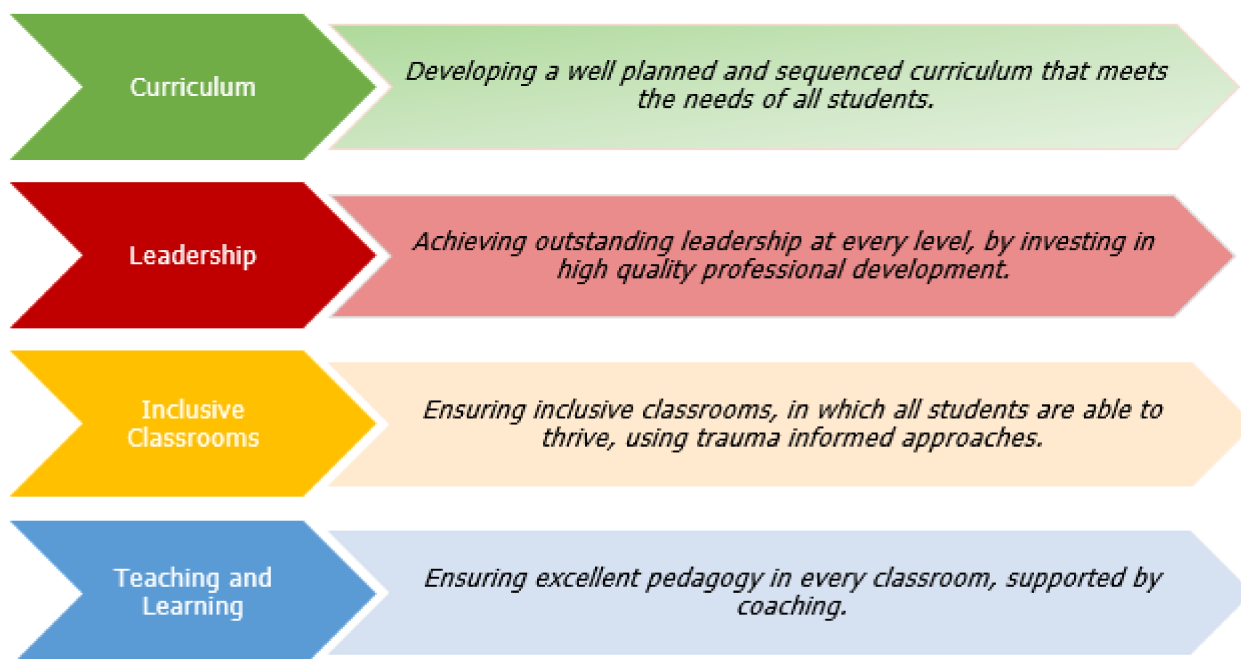 Curriculum
Developing a well planned and sequenced curriculum that meets
the needs of all students.
Leadership
Achieving outstanding leadership at every level, by investing in
high quality professional development.
Inclusive
Classrooms
Ensuring inclusive classrooms, in which all students are able to
thrive, using trauma informed approaches.
Teaching and
Learning
Ensuring excellent pedagogy in every classroom, supported by
coaching.